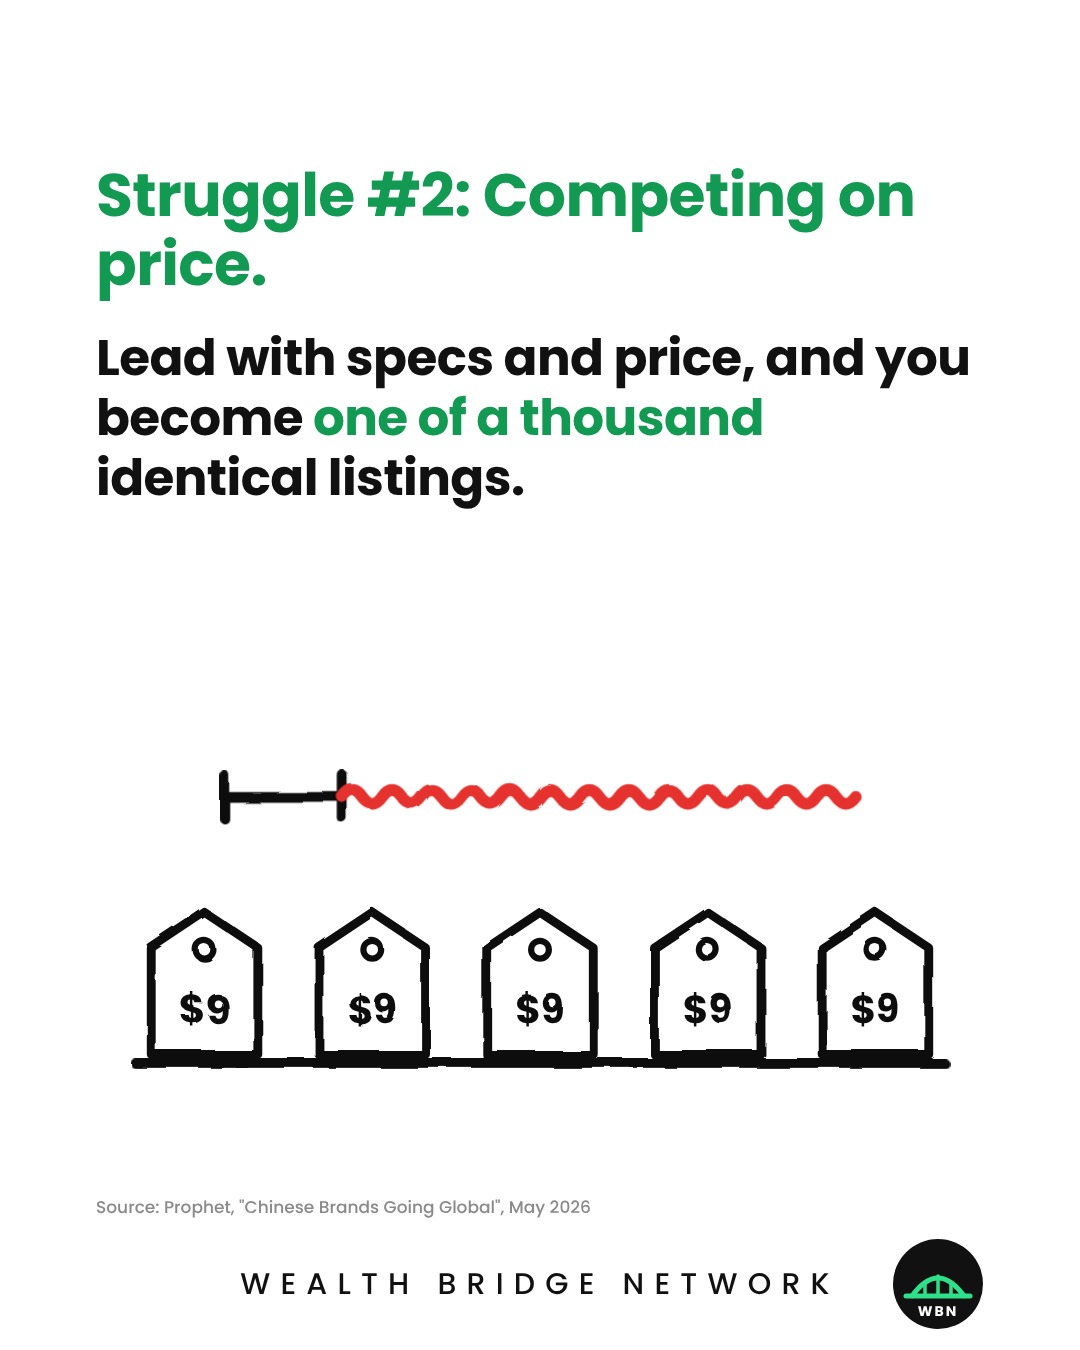 Struggle #2: Competing on
price.
Lead with specs and price, and you
become one of a thousand
identical listings.
$9 $9 $9 $9 $9
Source: Prophet, "Chinese Brands Going Global", May 2026
WEALTH BRIDGE NETWORK
WBN